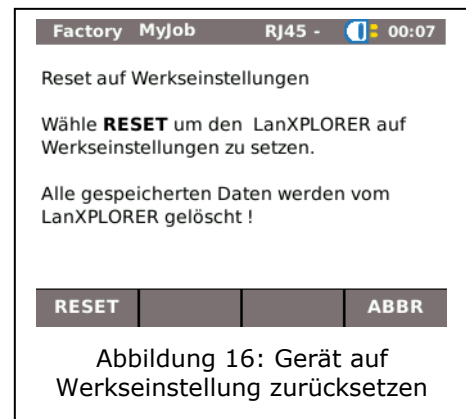 Factory MyJob RJ45 - 00:07
Reset auf Werkseinstellungen
Wähle RESET um den LanXPLORER auf
Werkseinstellungen zu setzen.
Alle gespeicherten Daten werden vom
LanXPLORER gelöscht !
RESET ABBR
Abbildung 16: Gerät auf
Werkseinstellung zurücksetzen